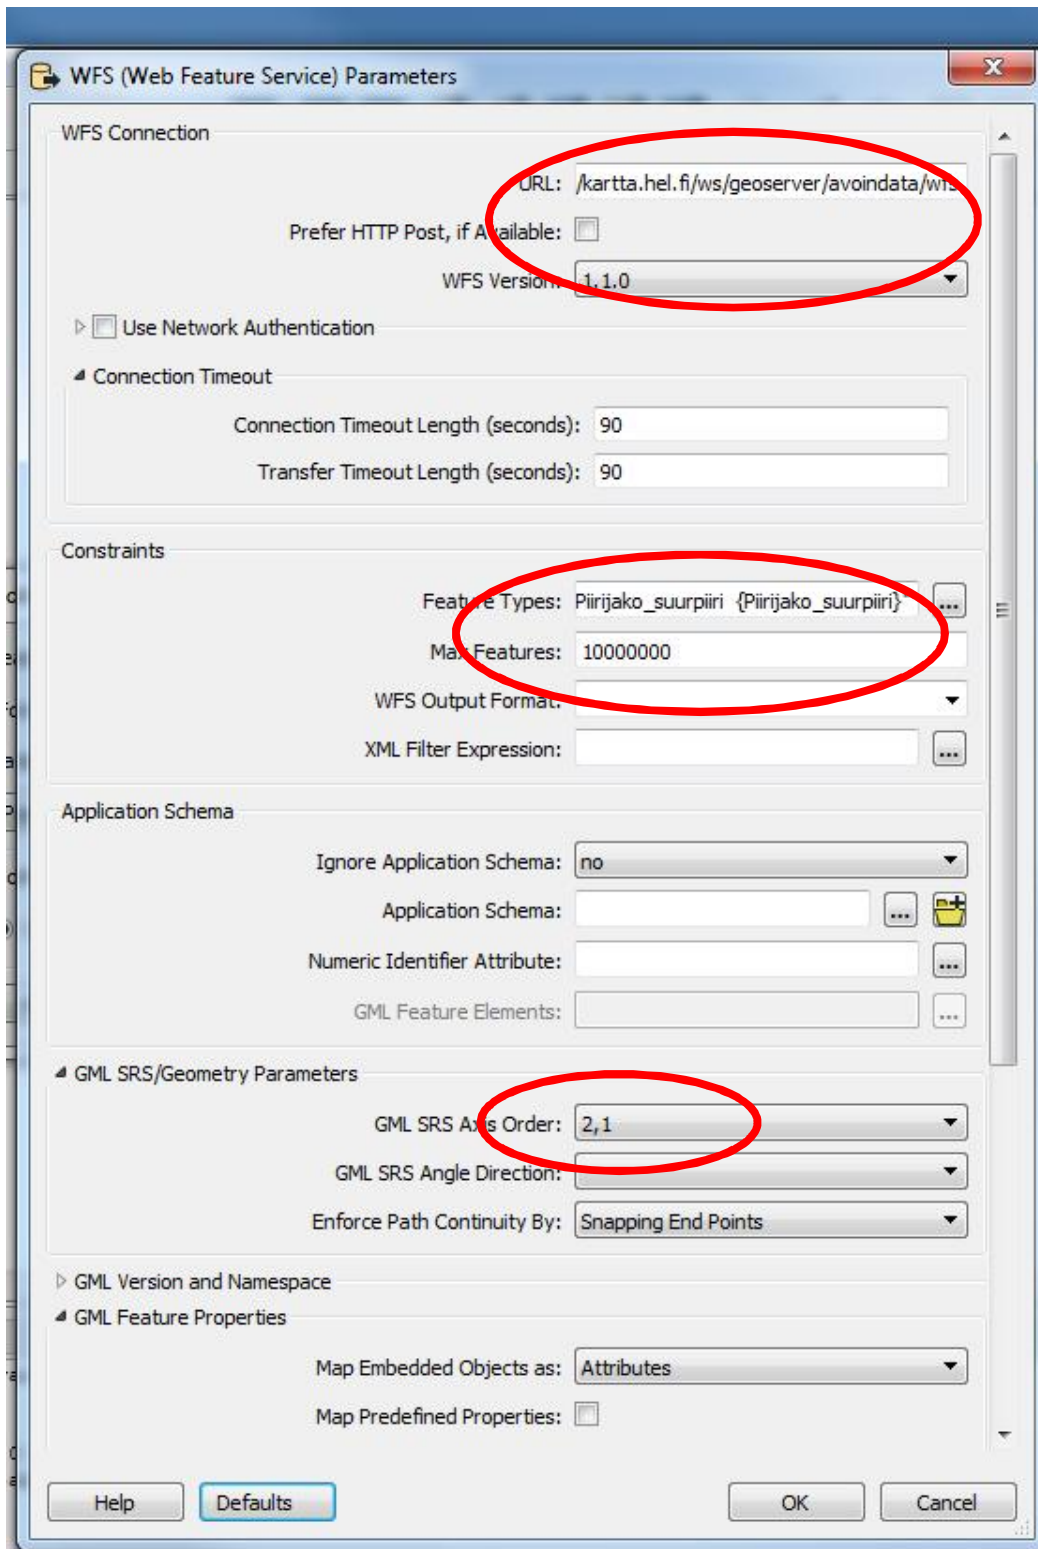 WFS (Web Feature Service) Parameters
WFS Connection
URL: /kartta.hel.fi/ws/geoserver/avoindata/wfs
Prefer HTTP Post, if Available:
WFS Version: 1.1.0
Use Network Authentication
Connection Timeout
Connection Timeout Length (seconds): 90
Transfer Timeout Length (seconds): 90
Constraints
Feature Types: Piirijako_suurpiiri {Piirijako_suurpiiri} ...
Max Features: 10000000
WFS Output Format:
XML Filter Expression: ...
Application Schema
Ignore Application Schema: no
Application Schema: ...
Numeric Identifier Attribute: ...
GML Feature Elements: ...
GML SRS/Geometry Parameters
GML SRS Axis Order: 2,1
GML SRS Angle Direction:
Enforce Path Continuity By: Snapping End Points
GML Version and Namespace
GML Feature Properties
Map Embedded Objects as: Attributes
Map Predefined Properties:
Help Defaults OK Cancel